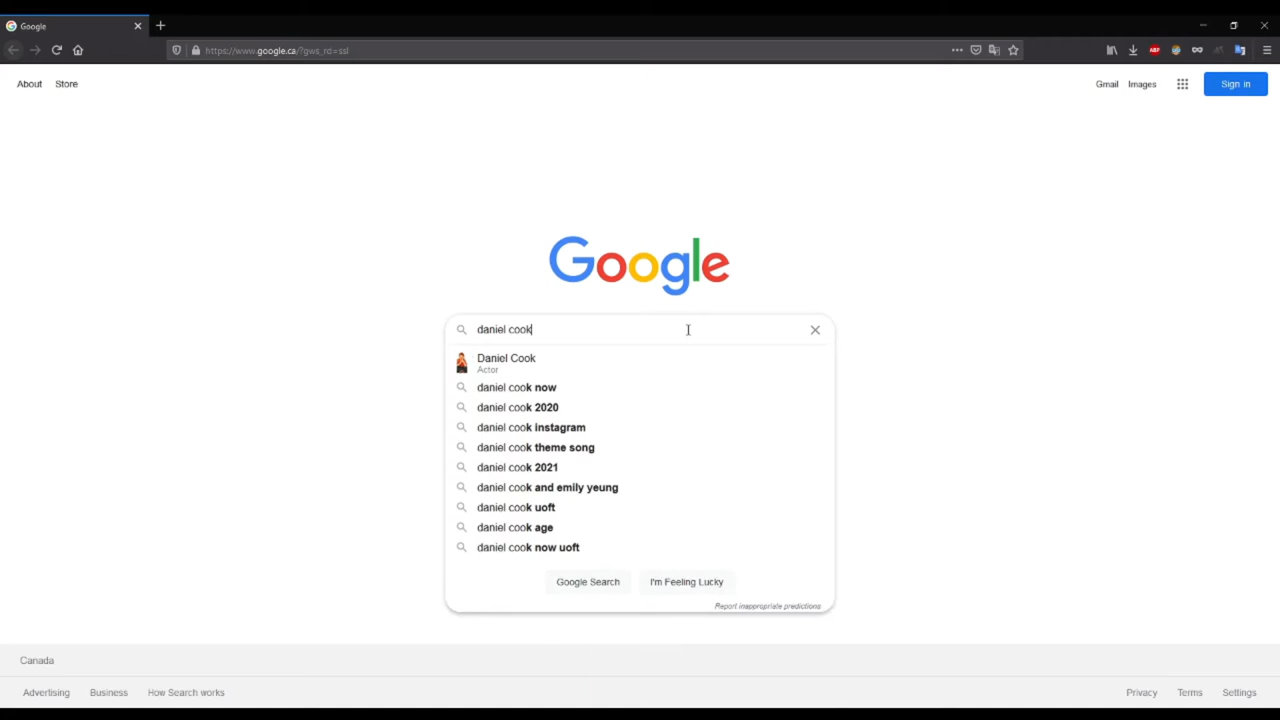 Google
https://www.google.ca/?gws_rd=ssl
ABP
About Store
Gmail Images Sign in
Google
daniel cook
Daniel Cook
Actor
daniel cook now
daniel cook 2020
daniel cook instagram
daniel cook theme song
daniel cook 2021
daniel cook and emily yeung
daniel cook uoft
daniel cook age
daniel cook now uoft
Google Search I'm Feeling Lucky
Report inappropriate predictions
Canada
Advertising Business How Search works Privacy Terms Settings